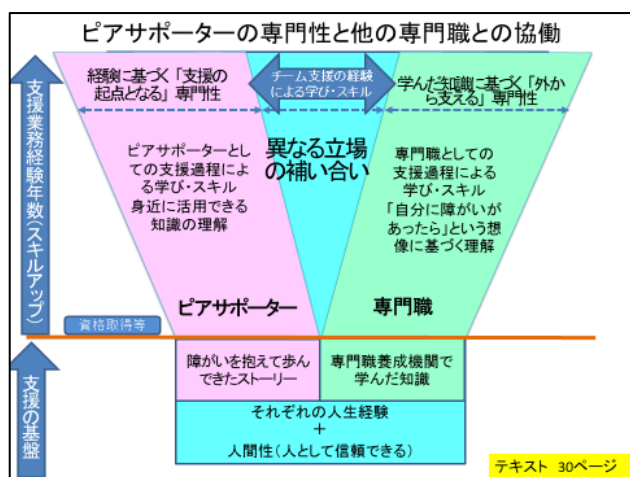 ピアサポーターの専門性と他の専門職との協働
支援業務経験年数(スキルアップ)
経験に基づく「支援の
起点となる」専門性
チーム支援の経験
による学び・スキル
学んだ知識に基づく「外か
ら支える」専門性
ピアサポーターとし
ての支援過程によ
る学び・スキル
身近に活用できる
知識の理解
異なる立場
の補い合い
専門職としての
支援過程による
学び・スキル
「自分に障がいが
あったら」という想
像に基づく理解
ピアサポーター
専門職
資格取得等
支援の基盤
障がいを抱えて歩ん
できたストーリー
専門職養成機関で
学んだ知識
それぞれの人生経験
+
人間性(人として信頼できる)
テキスト 30ページ